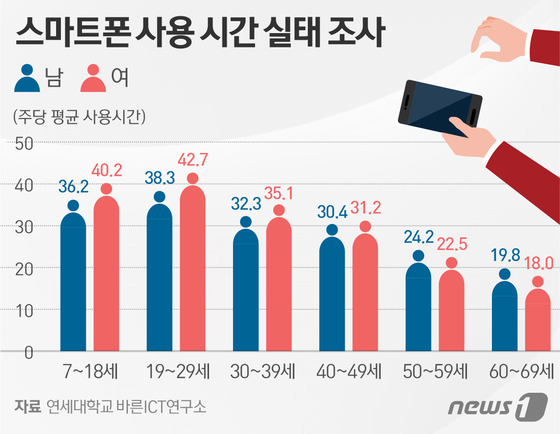 스마트폰 사용 시간 실태 조사
남 여
(주당 평균 사용시간)
50
40
30
20
10
0
36.2 40.2
38.3 42.7
32.3 35.1
30.4 31.2
24.2 22.5
19.8 18.0
7~18세 19~29세 30~39세 40~49세 50~59세 60~69세
자료 연세대학교 바른ICT연구소
news1